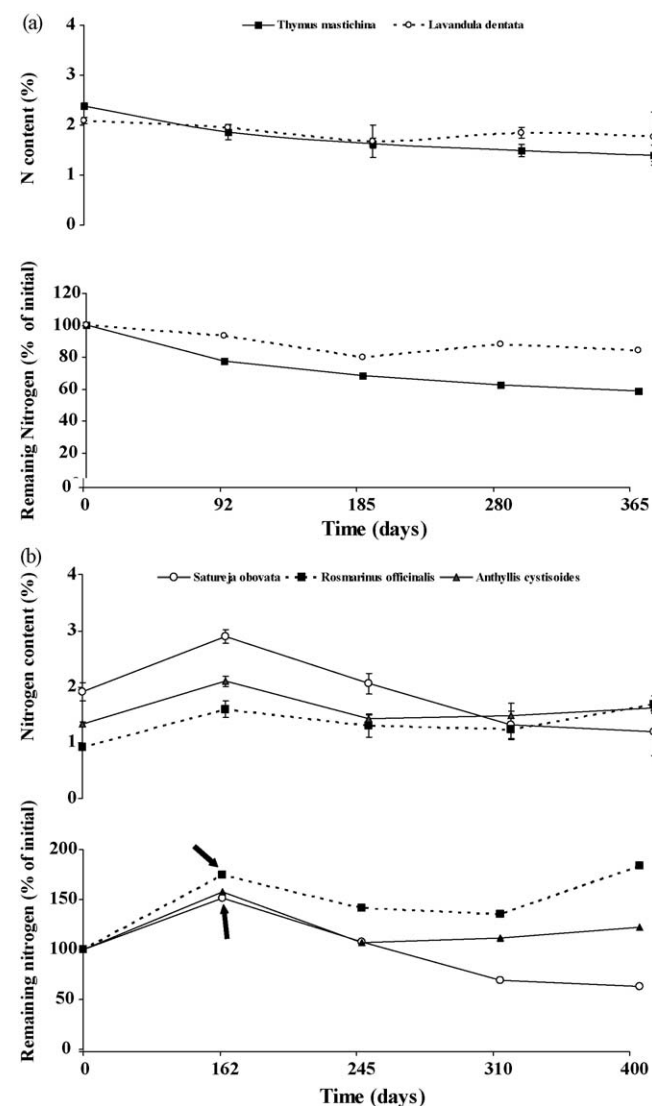 (a)
Thymus mastichina Lavandula dentata
N content (%)
4
3
2
1
0
Remainig Nitrogen (% of initial)
120
100
80
60
40
20
0
0 92 185 280 365
Time (days)
(b)
Satureja obovata Rosmarinus officinalis Anthyllis cystisoides
Nitrogen content (%)
4
3
2
1
0
Remaining nitrogen (% of initial)
200
150
100
50
0
0 162 245 310 400
Time (days)